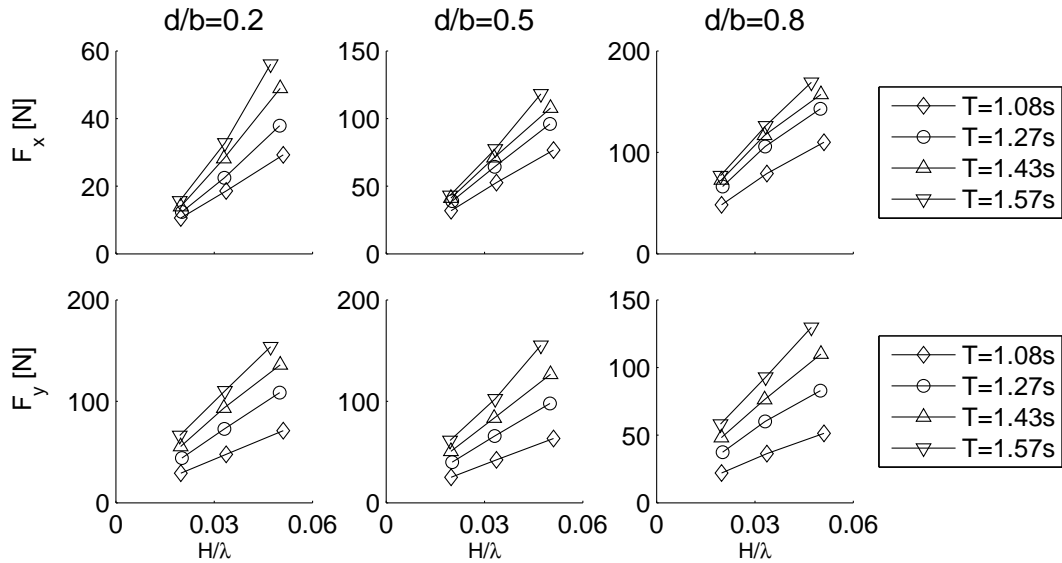 d/b=0.2 d/b=0.5 d/b=0.8
F_x [N]
60
40
20
0
150
100
50
0
200
100
0
T=1.08s
T=1.27s
T=1.43s
T=1.57s
F_y [N]
200
100
0
200
100
0
150
100
50
0
0 0.03 0.06
0 0.03 0.06
0 0.03 0.06
H/λ H/λ H/λ
T=1.08s
T=1.27s
T=1.43s
T=1.57s